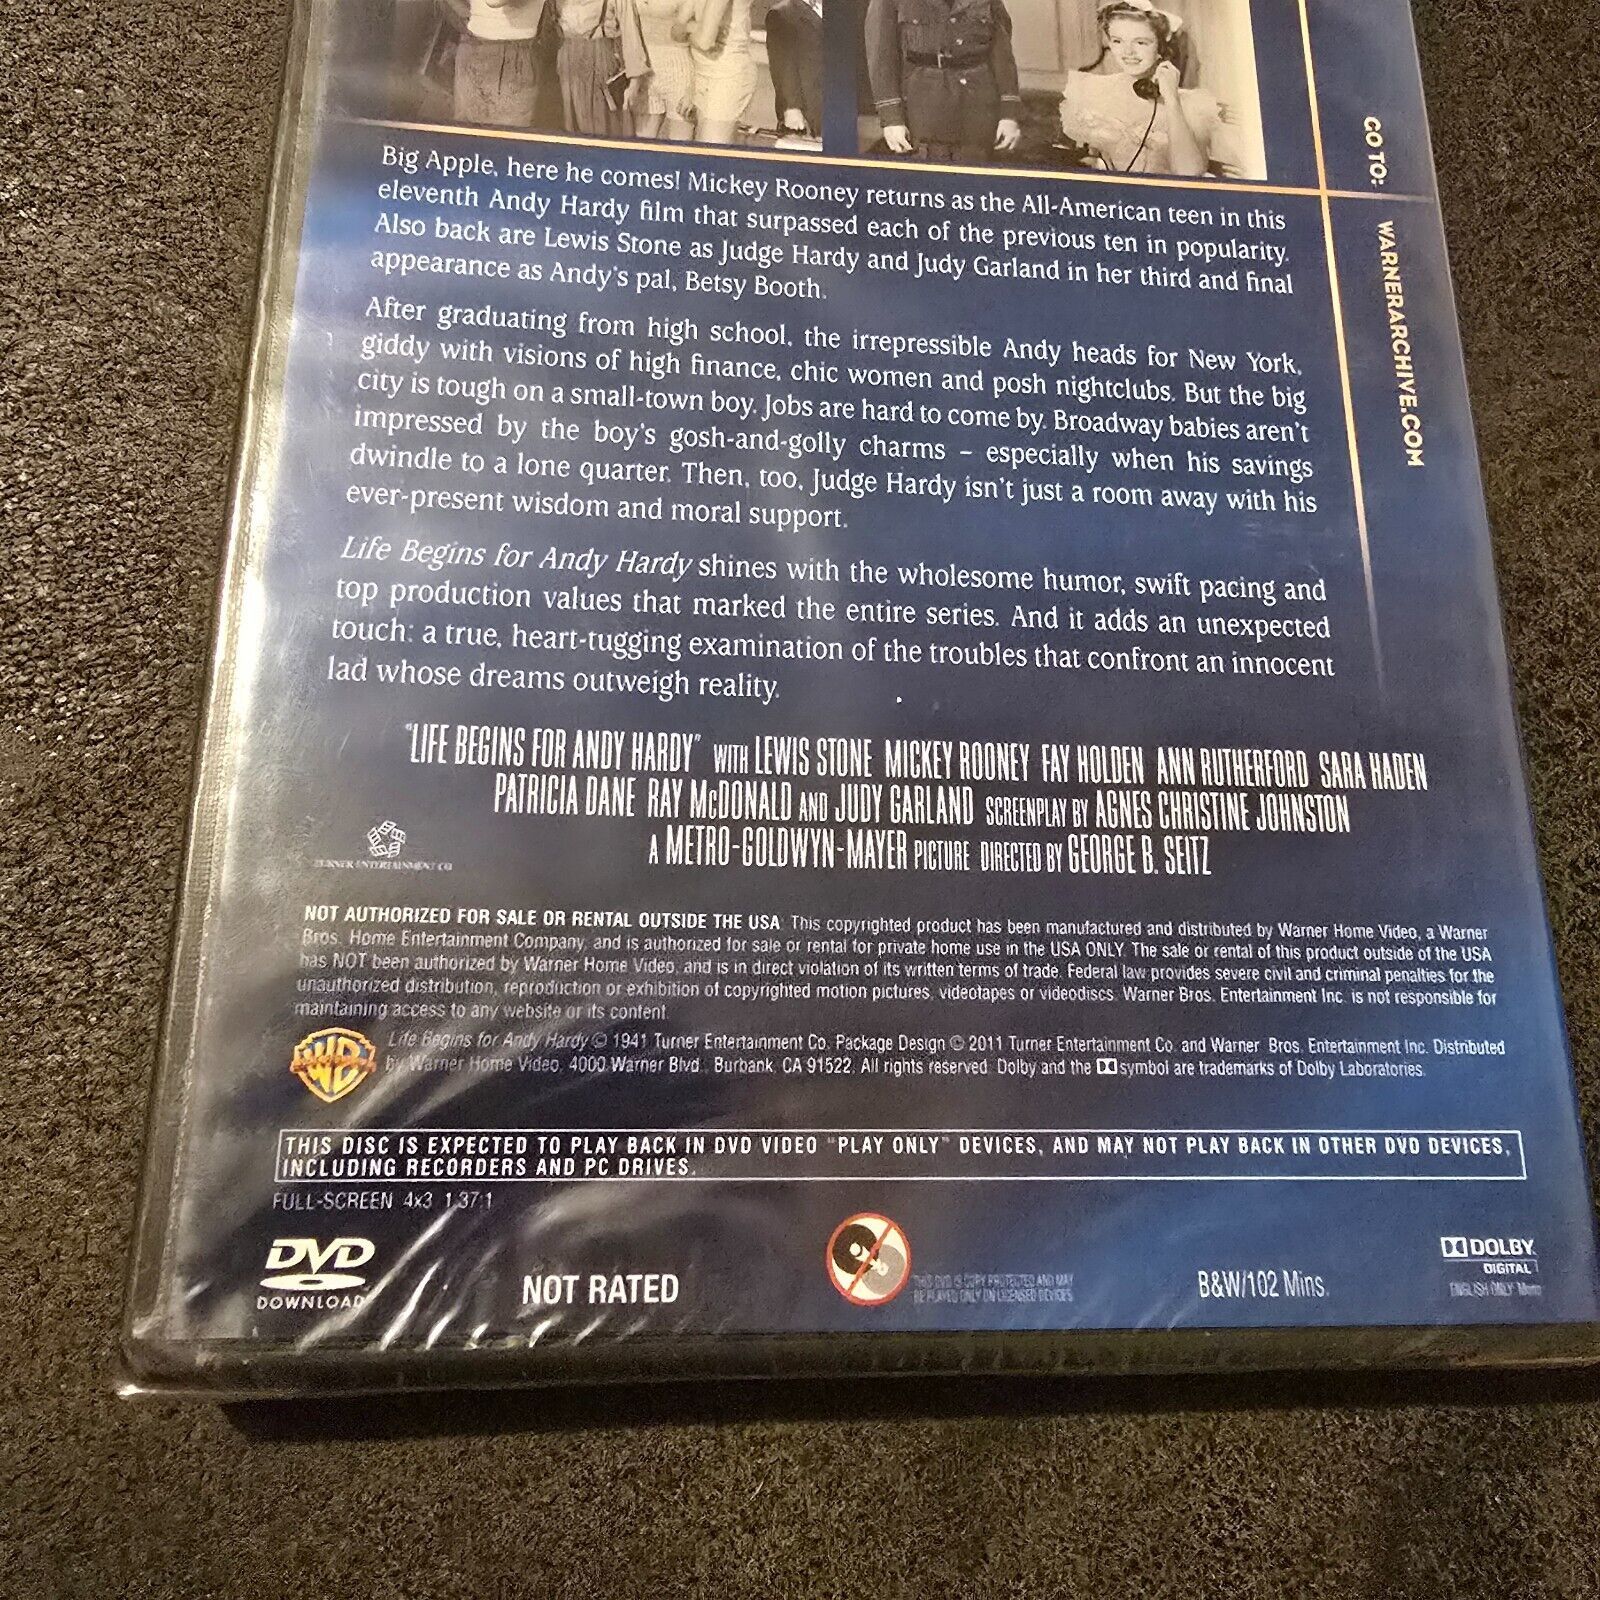 Big Apple, here he comes! Mickey Rooney returns as the All-American teen in this
eleventh Andy Hardy film that surpassed each of the previous ten in popularity.
Also back are Lewis Stone as Judge Hardy and Judy Garland in her third and final
appearance as Andy's pal, Betsy Booth.
After graduating from high school, the irrepressible Andy heads for New York,
giddy with visions of high finance, chic women and posh nightclubs. But the big
city is tough on a small-town boy. Jobs are hard to come by. Broadway babies aren't
impressed by the boy's gosh-and-golly charms – especially when his savings
dwindle to a lone quarter. Then, too, Judge Hardy isn't just a room away with his
ever-present wisdom and moral support.
Life Begins for Andy Hardy shines with the wholesome humor, swift pacing and
top production values that marked the entire series. And it adds an unexpected
touch: a true, heart-tugging examination of the troubles that confront an innocent
lad whose dreams outweigh reality.
GO TO: WARNERARCHIVE.COM
"LIFE BEGINS FOR ANDY HARDY" WITH LEWIS STONE MICKEY ROONEY FAY HOLDEN ANN RUTHERFORD SARA HADEN
PATRICIA DANE RAY McDONALD AND JUDY GARLAND SCREENPLAY BY AGNES CHRISTINE JOHNSTON
A METRO-GOLDWYN-MAYER PICTURE DIRECTED BY GEORGE B. SEITZ
TURNER ENTERTAINMENT CO
NOT AUTHORIZED FOR SALE OR RENTAL OUTSIDE THE USA This copyrighted product has been manufactured and distributed by Warner Home Video, a Warner
Bros. Home Entertainment Company, and is authorized for sale or rental for private home use in the USA ONLY. The sale or rental of this product outside of the USA
has NOT been authorized by Warner Home Video, and is in direct violation of its written terms of trade. Federal law provides severe civil and criminal penalties for the
unauthorized distribution, reproduction or exhibition of copyrighted motion pictures, videotapes or videodiscs. Warner Bros. Entertainment Inc. is not responsible for
maintaining access to any website or its content.
WB
Life Begins for Andy Hardy © 1941 Turner Entertainment Co. Package Design © 2011 Turner Entertainment Co. and Warner Bros. Entertainment Inc. Distributed
by Warner Home Video, 4000 Warner Blvd., Burbank, CA 91522. All rights reserved. Dolby and the DD symbol are trademarks of Dolby Laboratories.
THIS DISC IS EXPECTED TO PLAY BACK IN DVD VIDEO "PLAY ONLY" DEVICES, AND MAY NOT PLAY BACK IN OTHER DVD DEVICES,
INCLUDING RECORDERS AND PC DRIVES.
FULL-SCREEN 4x3 1.37:1
DVD
DOWNLOAD
NOT RATED
THIS DVD IS COPY PROTECTED AND MAY
BE PLAYED ONLY ON LICENSED DEVICES
B&W/102 Mins.
DOLBY
DIGITAL
ENGLISH ONLY Mono